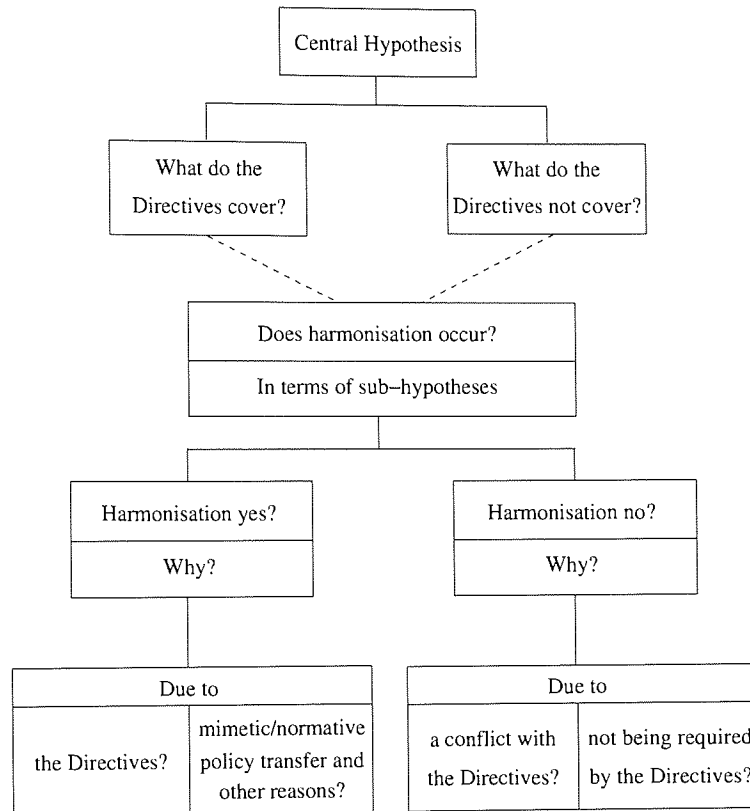 Central Hypothesis
What do the
Directives cover?
What do the
Directives not cover?
Does harmonisation occur?
In terms of sub-hypotheses
Harmonisation yes?
Why?
Harmonisation no?
Why?
Due to
the Directives?
mimetic/normative
policy transfer and
other reasons?
Due to
a conflict with
the Directives?
not being required
by the Directives?